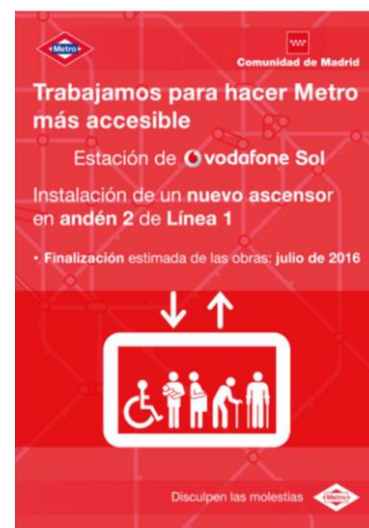 Metro
Comunidad de Madrid
Trabajamos para hacer Metro
más accesible
Estación de vodafone Sol
Instalación de un nuevo ascensor
en andén 2 de Línea 1
• Finalización estimada de las obras: julio de 2016
Disculpen las molestias
Metro